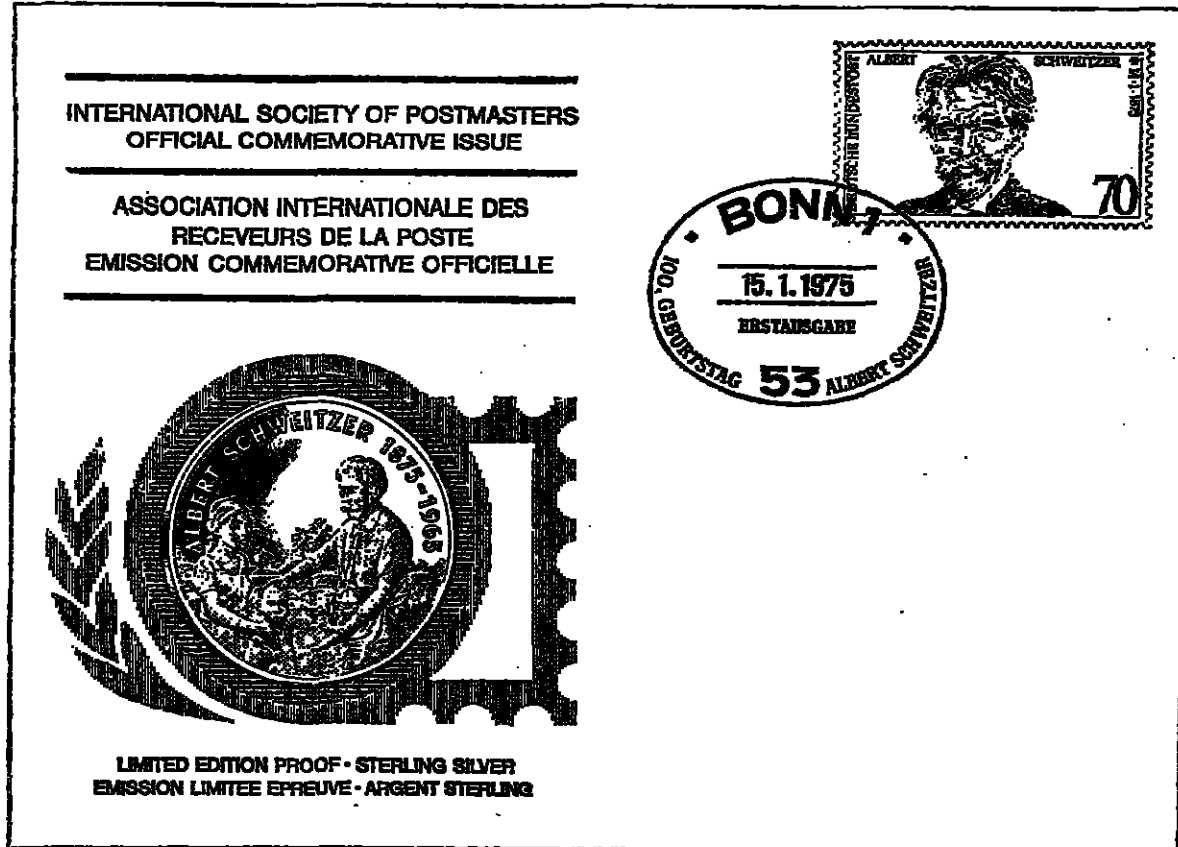 INTERNATIONAL SOCIETY OF POSTMASTERS
OFFICIAL COMMEMORATIVE ISSUE
ASSOCIATION INTERNATIONALE DES
RECEVEURS DE LA POSTE
EMISSION COMMEMORATIVE OFFICIELLE
ALBERT SCHWEITZER 1875-1965
LIMITED EDITION PROOF • STERLING SILVER
EMISSION LIMITEE EPREUVE • ARGENT STERLING
ALBERT SCHWEITZER
DEUTSCHE BUNDESPOST
70
BONN 1
15.1.1975
ERSTAUSGABE
100. GEBURTSTAG
53
ALBERT SCHWEITZER